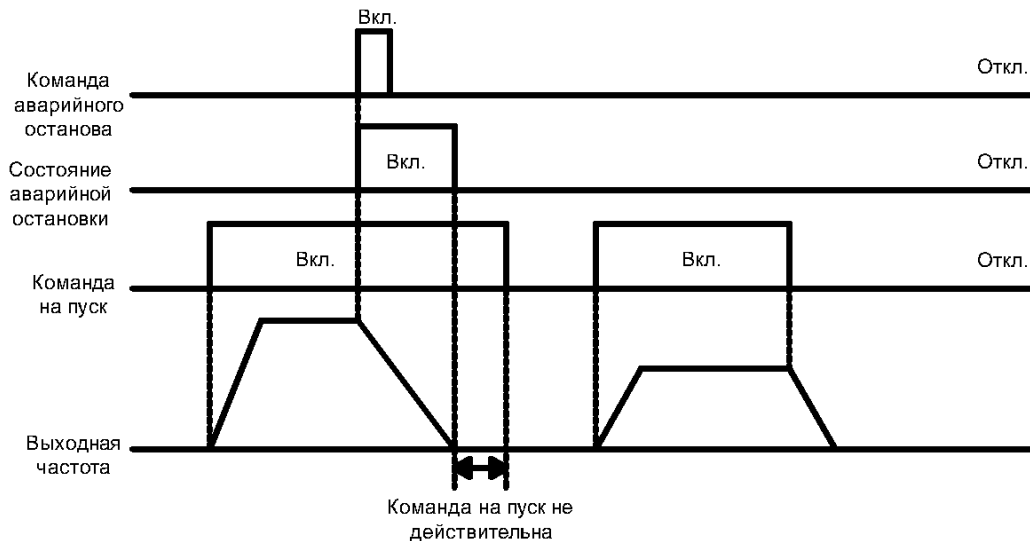 Вкл.
Откл.
Команда
аварийного
останова
Вкл.
Откл.
Состояние
аварийной
остановки
Вкл.
Вкл.
Откл.
Команда
на пуск
Выходная
частота
Команда на пуск не
действительна